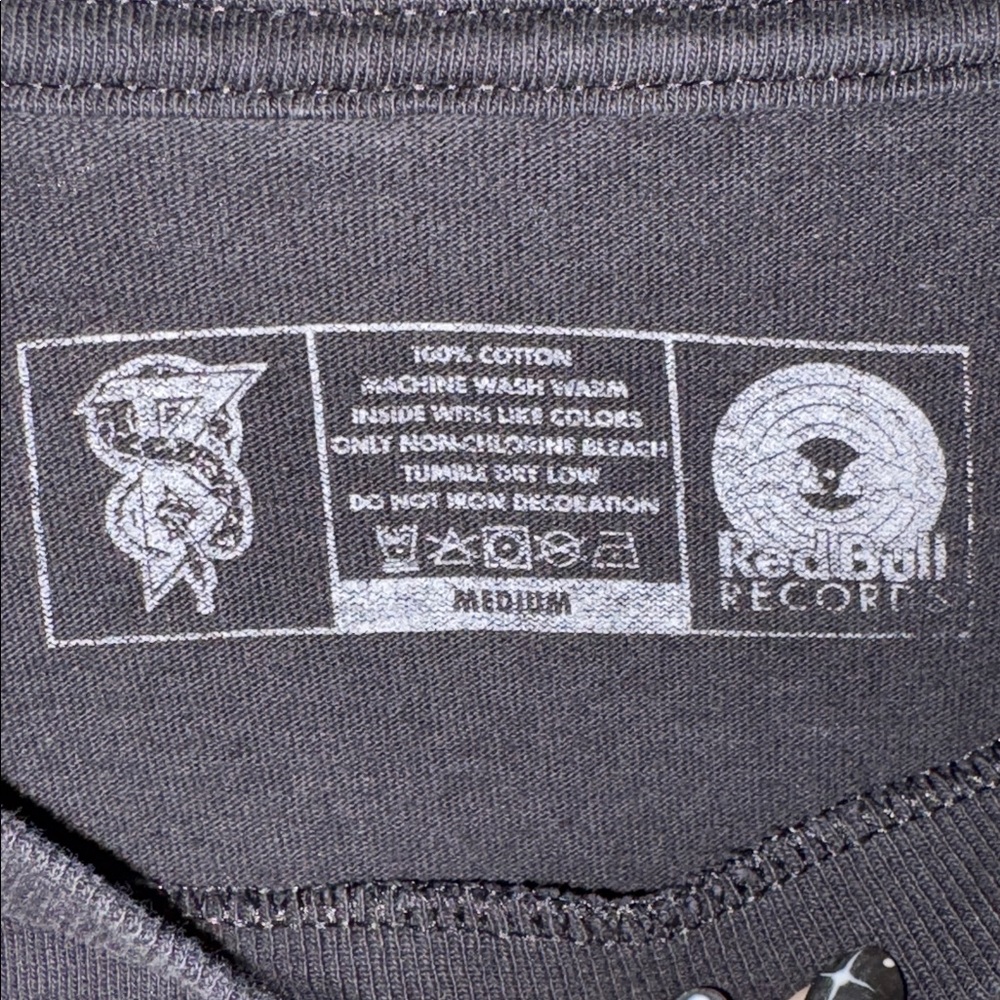 100% COTTON
MACHINE WASH WARM
INSIDE WITH LIKE COLORS
ONLY NON-CHLORINE BLEACH
TUMBLE DRY LOW
DO NOT IRON DECORATION
MEDIUM
Red Bull
RECORDS